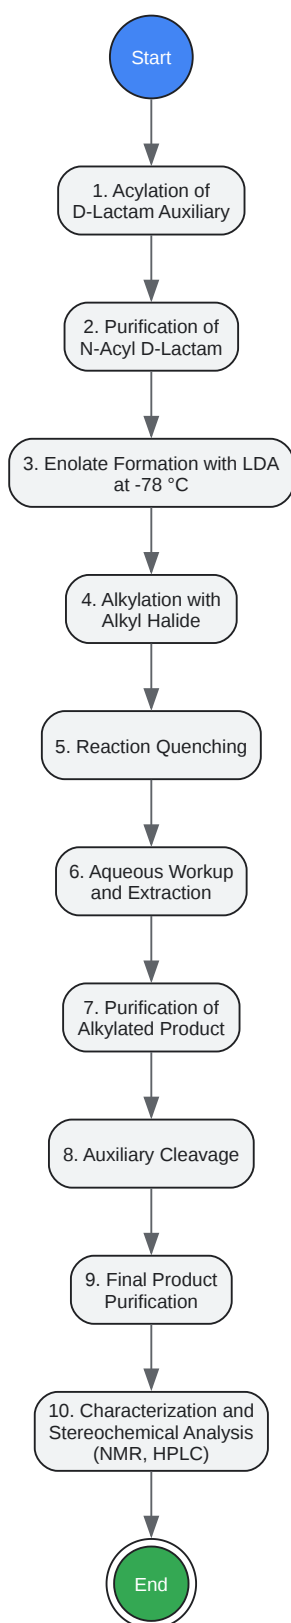 Start
1. Acylation of
D-Lactam Auxiliary
2. Purification of
N-Acyl D-Lactam
3. Enolate Formation with LDA
at -78 °C
4. Alkylation with
Alkyl Halide
5. Reaction Quenching
6. Aqueous Workup
and Extraction
7. Purification of
Alkylated Product
8. Auxiliary Cleavage
9. Final Product
Purification
10. Characterization and
Stereochemical Analysis
(NMR, HPLC)
End